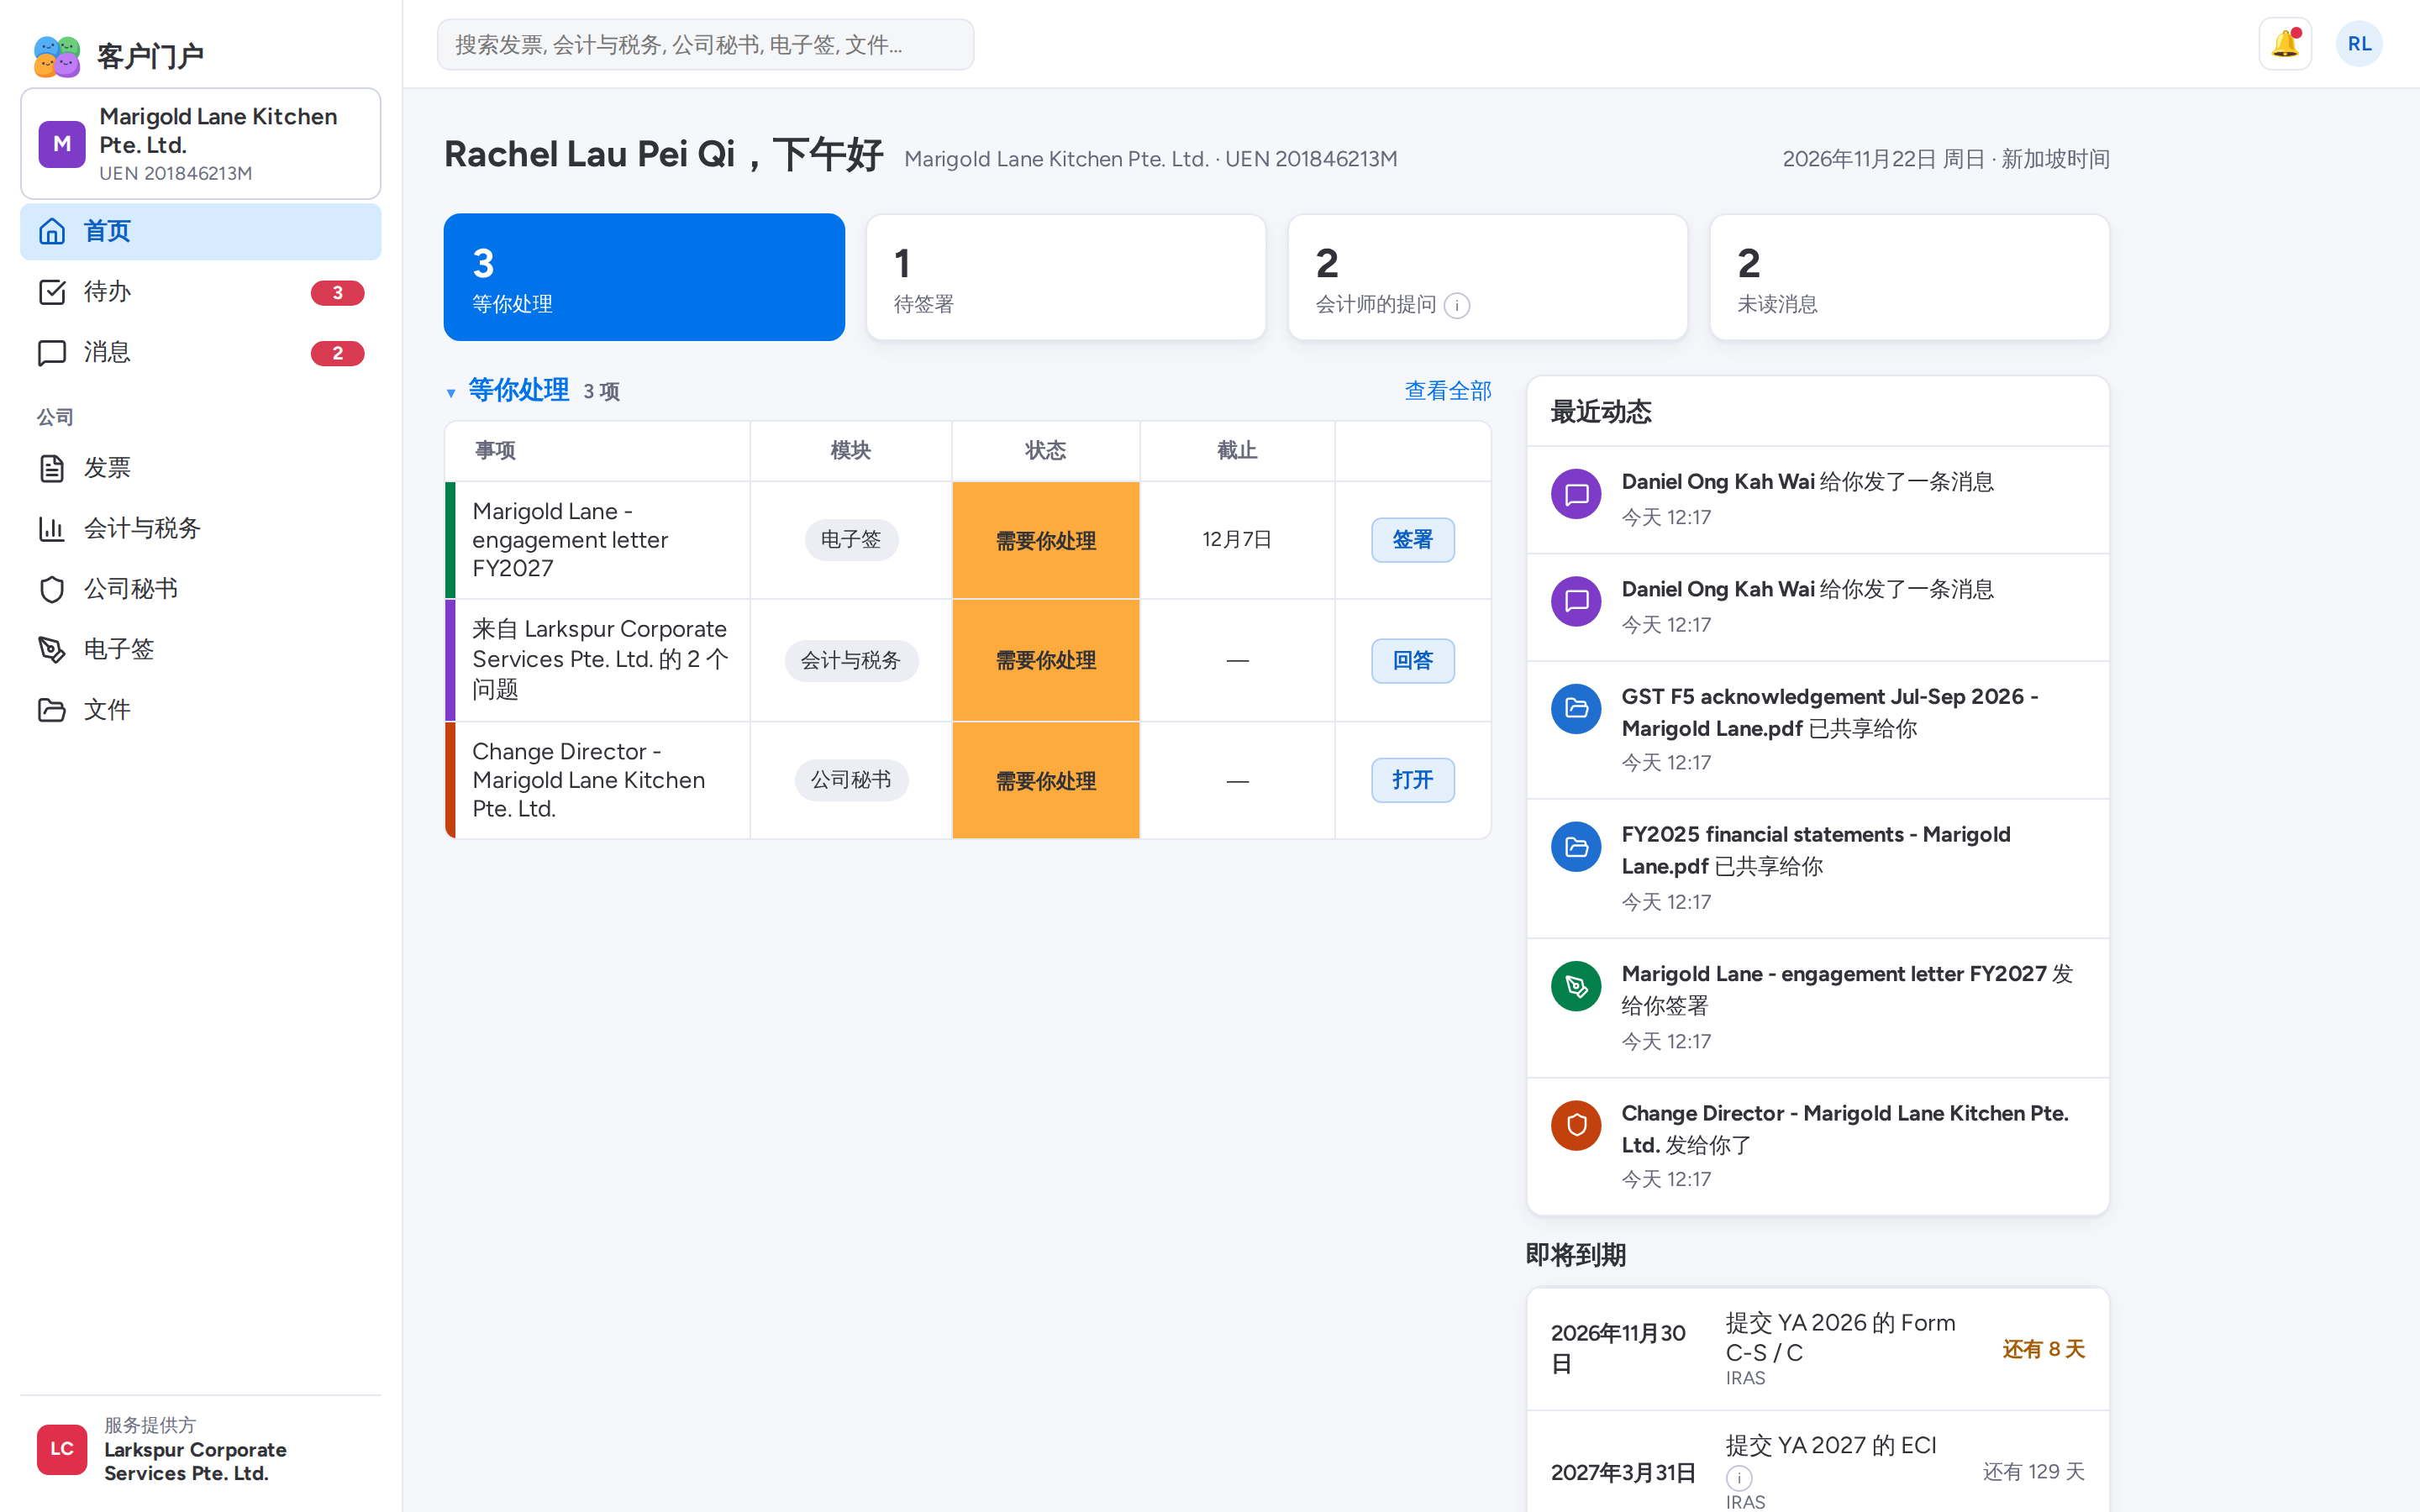 客户门户
M
Marigold Lane Kitchen
Pte. Ltd.
UEN 201846213M
首页
待办
3
消息
2
公司
发票
会计与税务
公司秘书
电子签
文件
LC
服务提供方
Larkspur Corporate
Services Pte. Ltd.
搜索发票, 会计与税务, 公司秘书, 电子签, 文件...
RL
Rachel Lau Pei Qi，下午好
Marigold Lane Kitchen Pte. Ltd. · UEN 201846213M
2026年11月22日 周日 · 新加坡时间
3
等你处理
1
待签署
2
会计师的提问 i
2
未读消息
等你处理 3 项
查看全部
事项 模块 状态 截止
Marigold Lane -
engagement letter
FY2027
电子签
需要你处理
12月7日
签署
来自 Larkspur Corporate
Services Pte. Ltd. 的 2 个
问题
会计与税务
需要你处理
—
回答
Change Director -
Marigold Lane Kitchen
Pte. Ltd.
公司秘书
需要你处理
—
打开
最近动态
Daniel Ong Kah Wai 给你发了一条消息
今天 12:17
Daniel Ong Kah Wai 给你发了一条消息
今天 12:17
GST F5 acknowledgement Jul-Sep 2026 -
Marigold Lane.pdf 已共享给你
今天 12:17
FY2025 financial statements - Marigold
Lane.pdf 已共享给你
今天 12:17
Marigold Lane - engagement letter FY2027 发
给你签署
今天 12:17
Change Director - Marigold Lane Kitchen Pte.
Ltd. 发给你了
今天 12:17
即将到期
2026年11月30
日
提交 YA 2026 的 Form
C-S / C
IRAS
还有 8 天
2027年3月31日
提交 YA 2027 的 ECI
i
IRAS
还有 129 天